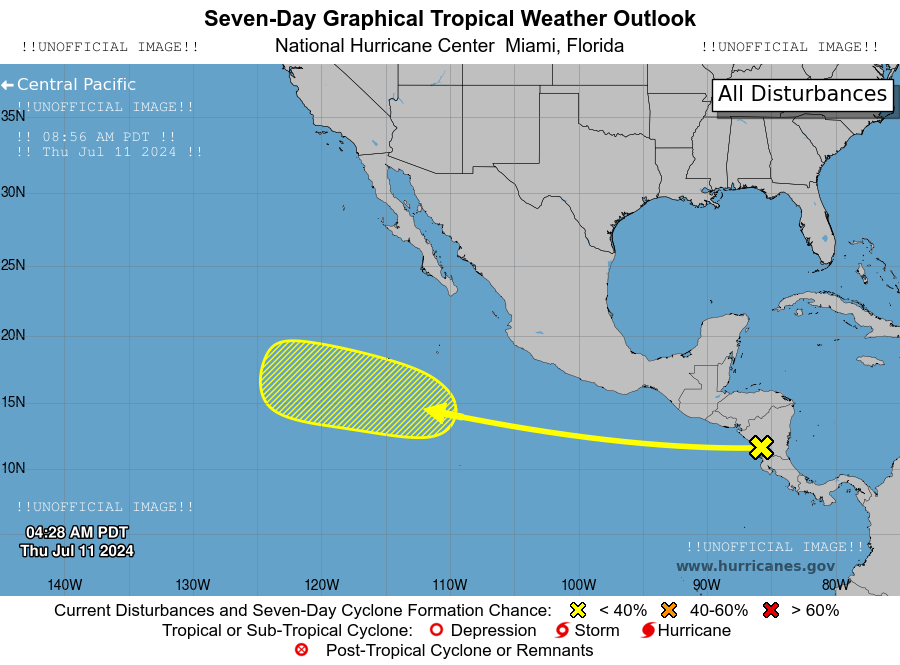 Seven-Day Graphical Tropical Weather Outlook
!!UNOFFICIAL IMAGE!! National Hurricane Center Miami, Florida !!UNOFFICIAL IMAGE!!
Central Pacific
All Disturbances
!!UNOFFICIAL IMAGE!!
35N
!! 08:56 AM PDT !!
!! Thu Jul 11 2024 !!
30N
25N
20N
15N
10N
!!UNOFFICIAL IMAGE!!
04:28 AM PDT
Thu Jul 11 2024
!!UNOFFICIAL IMAGE!!
www.hurricanes.gov
140W 130W 120W 110W 100W 90W 80W
Current Disturbances and Seven-Day Cyclone Formation Chance: < 40% 40-60% > 60%
Tropical or Sub-Tropical Cyclone: Depression Storm Hurricane
Post-Tropical Cyclone or Remnants